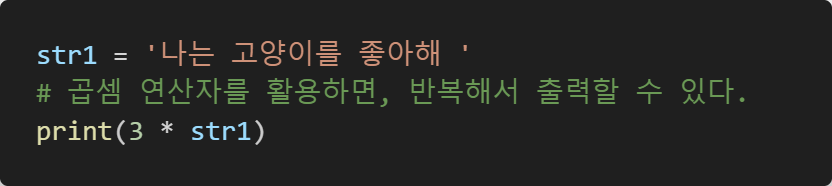 str1 = '나는 고양이를 좋아해 '
# 곱셈 연산자를 활용하면, 반복해서 출력할 수 있다.
print(3 * str1)